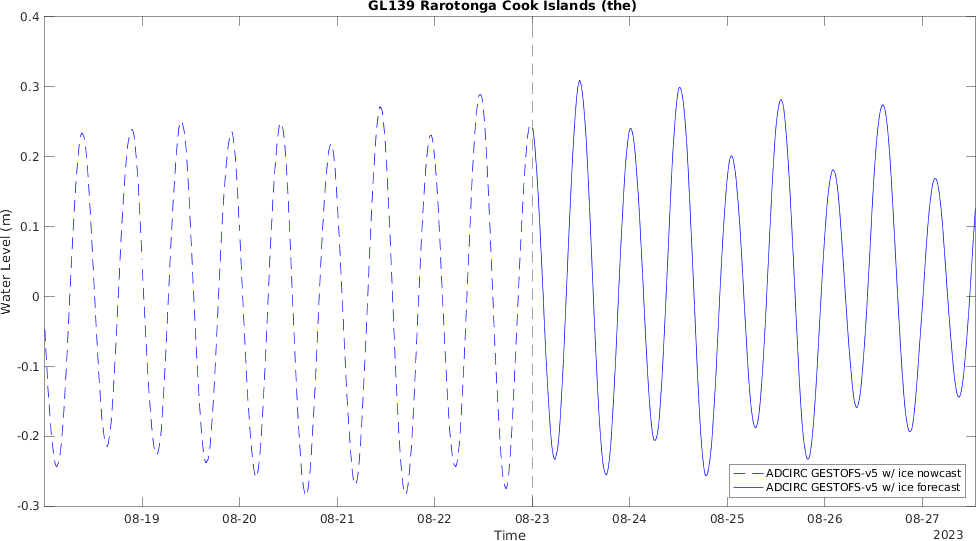 GL139 Rarotonga Cook Islands (the)
0.4
0.3
0.2
0.1
0
-0.1
-0.2
-0.3
Water Level (m)
ADCIRC GESTOFS-v5 w/ ice nowcast
ADCIRC GESTOFS-v5 w/ ice forecast
08-19 08-20 08-21 08-22 08-23 08-24 08-25 08-26 08-27
Time
2023